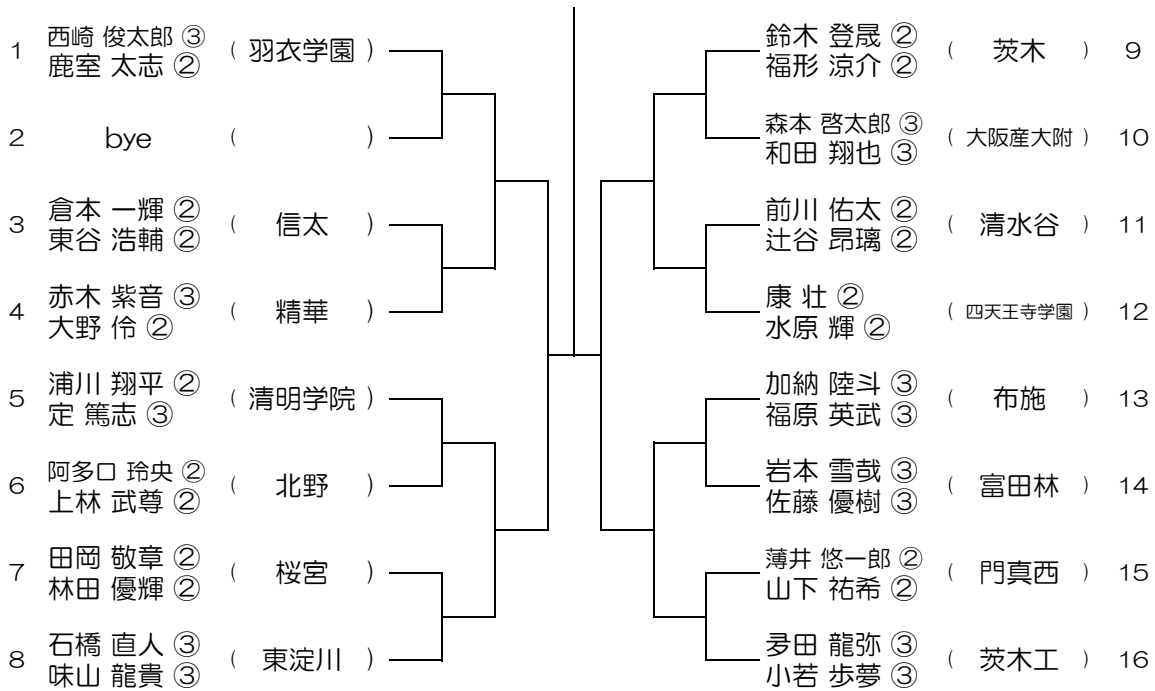 1 西崎 俊太郎 ③ ( 羽衣学園 )
鹿室 太志 ②
2 bye ( )
3 倉本 一輝 ② ( 信太 )
東谷 浩輔 ②
4 赤木 紫音 ③ ( 精華 )
大野 伶 ②
5 浦川 翔平 ② ( 清明学院 )
定 篤志 ③
6 阿多口 玲央 ② ( 北野 )
上林 武尊 ②
7 田岡 敬章 ② ( 桜宮 )
林田 優輝 ②
8 石橋 直人 ③ ( 東淀川 )
味山 龍貴 ③
鈴木 登晟 ② ( 茨木 ) 9
福形 涼介 ②
森本 啓太郎 ③ ( 大阪産大附 ) 10
和田 翔也 ③
前川 佑太 ② ( 清水谷 ) 11
辻谷 昂璃 ②
康 壮 ② ( 四天王寺学園 ) 12
水原 輝 ②
加納 陸斗 ③ ( 布施 ) 13
福原 英武 ③
岩本 雪哉 ③ ( 富田林 ) 14
佐藤 優樹 ③
薄井 悠一郎 ② ( 門真西 ) 15
山下 祐希 ②
夛田 龍弥 ③ ( 茨木工 ) 16
小若 歩夢 ③